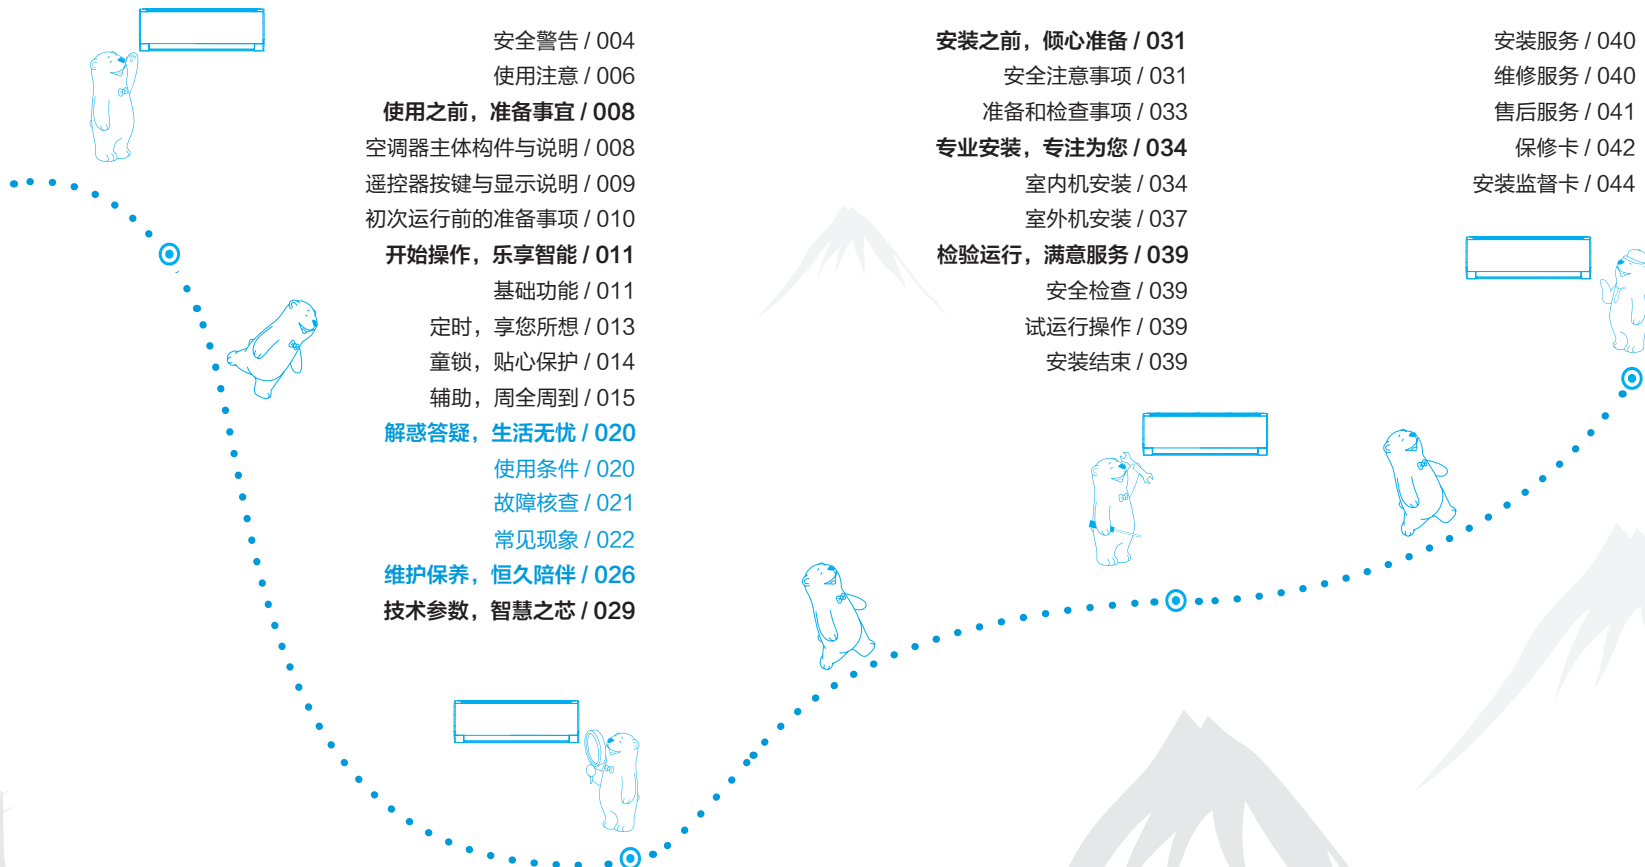 安全警告 / 004
使用注意 / 006
使用之前，准备事宜 / 008
空调器主体构件与说明 / 008
遥控器按键与显示说明 / 009
初次运行前的准备事项 / 010
开始操作，乐享智能 / 011
基础功能 / 011
定时，享您所想 / 013
童锁，贴心保护 / 014
辅助，周全周到 / 015
解惑答疑，生活无忧 / 020
使用条件 / 020
故障核查 / 021
常见现象 / 022
维护保养，恒久陪伴 / 026
技术参数，智慧之芯 / 029
安装之前，倾心准备 / 031
安全注意事项 / 031
准备和检查事项 / 033
专业安装，专注为您 / 034
室内机安装 / 034
室外机安装 / 037
检验运行，满意服务 / 039
安全检查 / 039
试运行操作 / 039
安装结束 / 039
安装服务 / 040
维修服务 / 040
售后服务 / 041
保修卡 / 042
安装监督卡 / 044